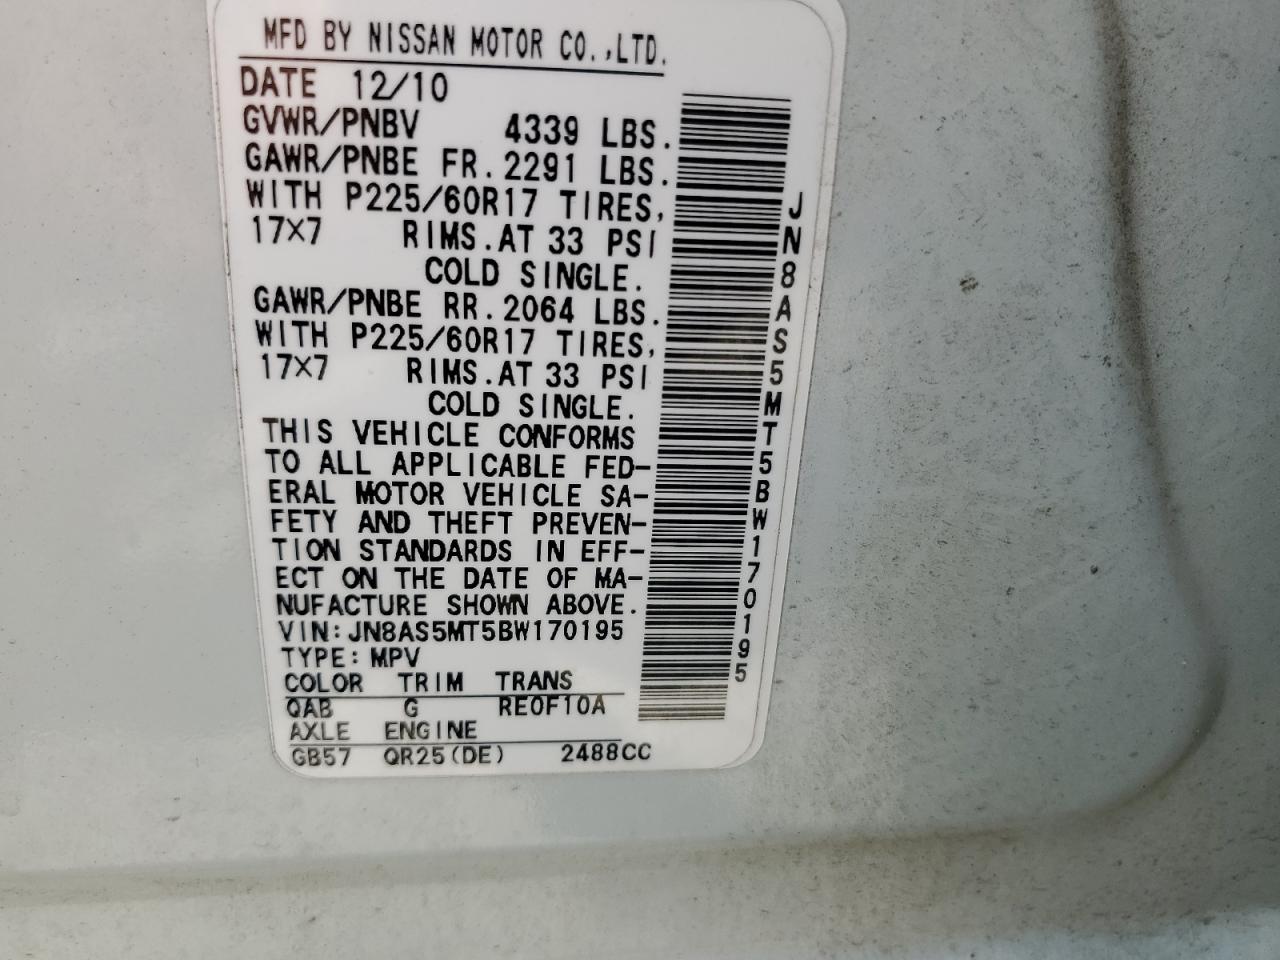 MFD BY NISSAN MOTOR CO.,LTD.
DATE 12/10
GVWR/PNBV 4339 LBS.
GAWR/PNBE FR. 2291 LBS.
WITH P225/60R17 TIRES,
17X7 RIMS.AT 33 PSI
COLD SINGLE.
GAWR/PNBE RR. 2064 LBS.
WITH P225/60R17 TIRES,
17X7 RIMS.AT 33 PSI
COLD SINGLE.
THIS VEHICLE CONFORMS
TO ALL APPLICABLE FED-
ERAL MOTOR VEHICLE SA-
FETY AND THEFT PREVEN-
TION STANDARDS IN EFF-
ECT ON THE DATE OF MA-
NUFACTURE SHOWN ABOVE.
VIN:JN8AS5MT5BW170195
TYPE:MPV
COLOR TRIM TRANS
QAB G RE0F10A
AXLE ENGINE
GB57 QR25(DE) 2488CC
JN8AS5MT5BW170195